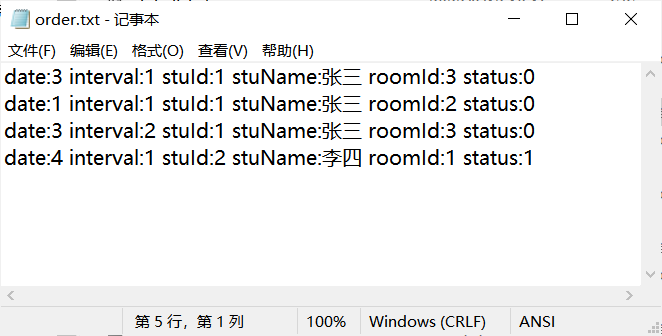 order.txt - 记事本
文件(F) 编辑(E) 格式(O) 查看(V) 帮助(H)
date:3 interval:1 stuId:1 stuName:张三 roomId:3 status:0
date:1 interval:1 stuId:1 stuName:张三 roomId:2 status:0
date:3 interval:2 stuId:1 stuName:张三 roomId:3 status:0
date:4 interval:1 stuId:2 stuName:李四 roomId:1 status:1
第 5 行，第 1 列 100% Windows (CRLF) ANSI